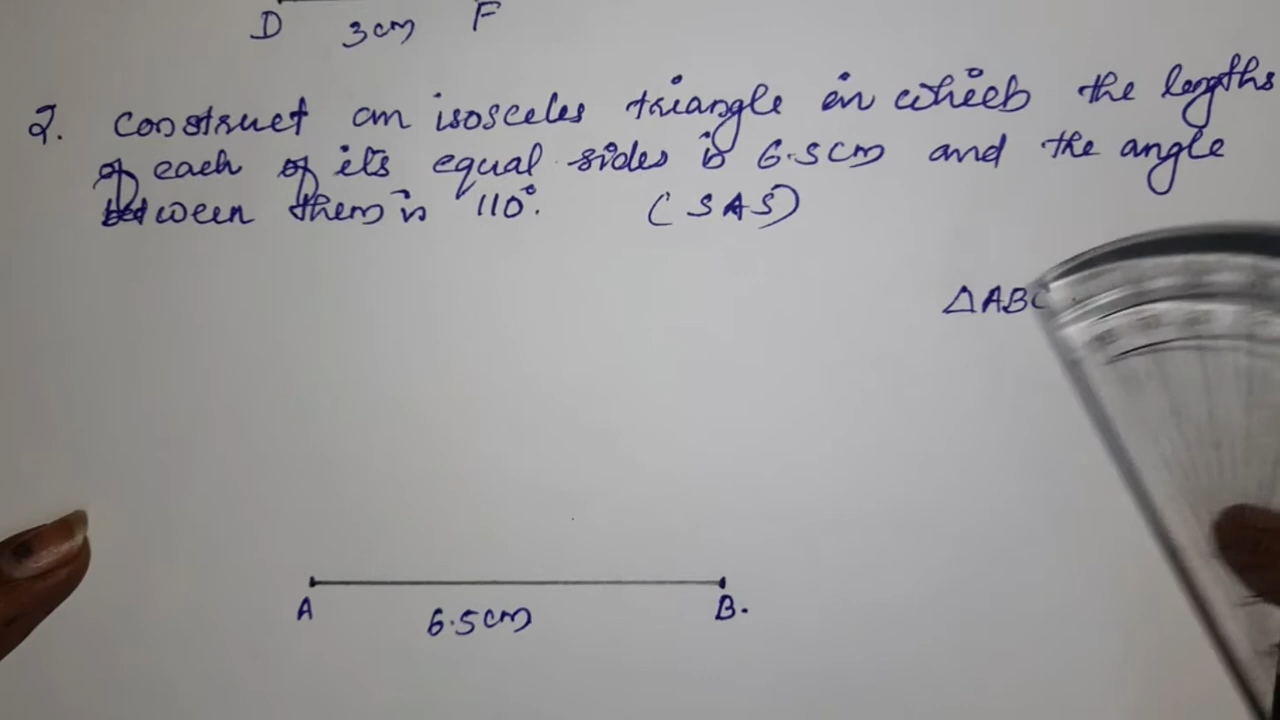 D 3cm F
2. Construct an isosceles triangle in which the lengths
of each of its equal sides is 6.5cm and the angle
between them is 110°. (SAS)
△ABC
A 6.5cm B.